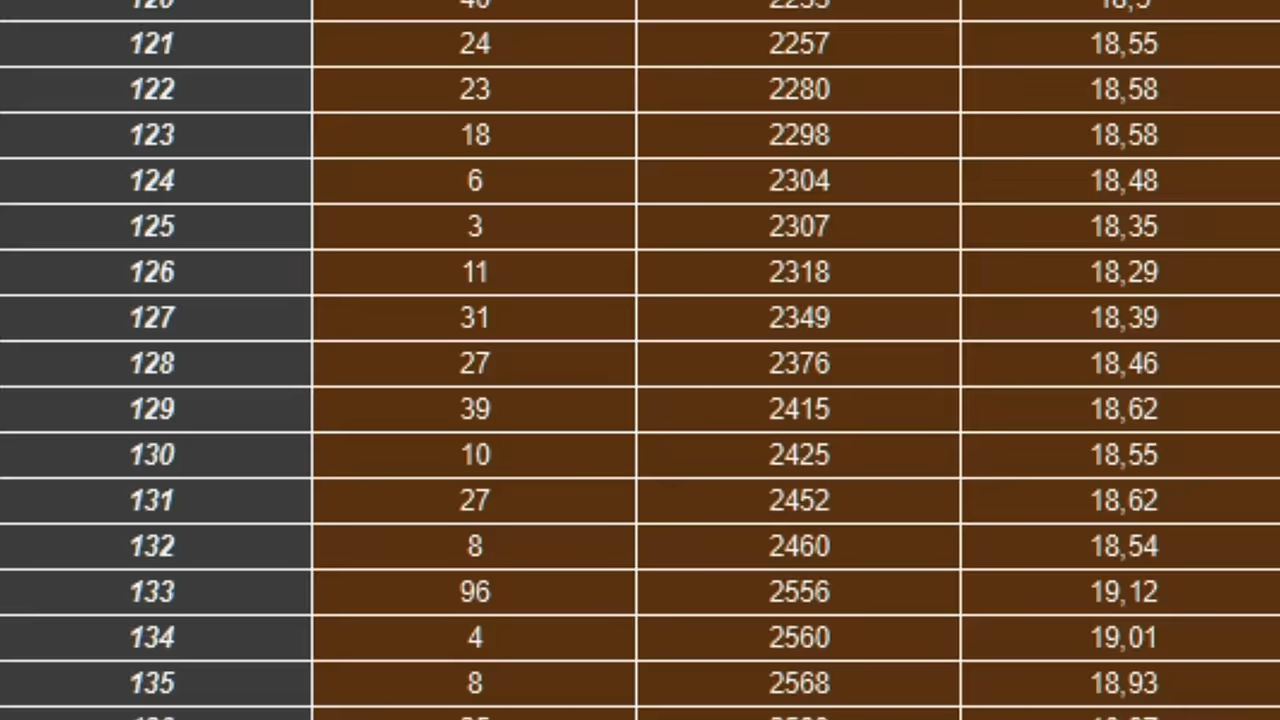 121 24 2257 18,55
122 23 2280 18,58
123 18 2298 18,58
124 6 2304 18,48
125 3 2307 18,35
126 11 2318 18,29
127 31 2349 18,39
128 27 2376 18,46
129 39 2415 18,62
130 10 2425 18,55
131 27 2452 18,62
132 8 2460 18,54
133 96 2556 19,12
134 4 2560 19,01
135 8 2568 18,93